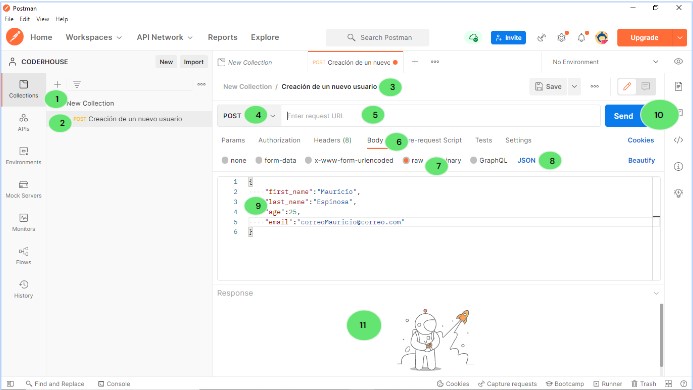 Postman
File Edit View Help
Home Workspaces API Network Reports Explore Search Postman Invite Upgrade
CODERHOUSE New Import New Collection POST Creación de un nuevo No Environment
Collections
APIs
Environments
Mock Servers
Monitors
Flows
History
1 New Collection
2 POST Creación de un nuevo usuario
New Collection / Creación de un nuevo usuario 3 Save
POST 4 Enter request URL 5 Send 10
Params Authorization Headers (8) Body 6 re-request Script Tests Settings Cookies
none form-data x-www-form-urlencoded raw 7 inary GraphQL JSON 8 Beautify
1 {
2 "first_name":"Mauricio",
3 "last_name":"Espinosa",
4 "age":25,
5 "email":"correoMauricio@correo.com"
6 }
9
Response
11
Find and Replace Console Cookies Capture requests Bootcamp Runner Trash